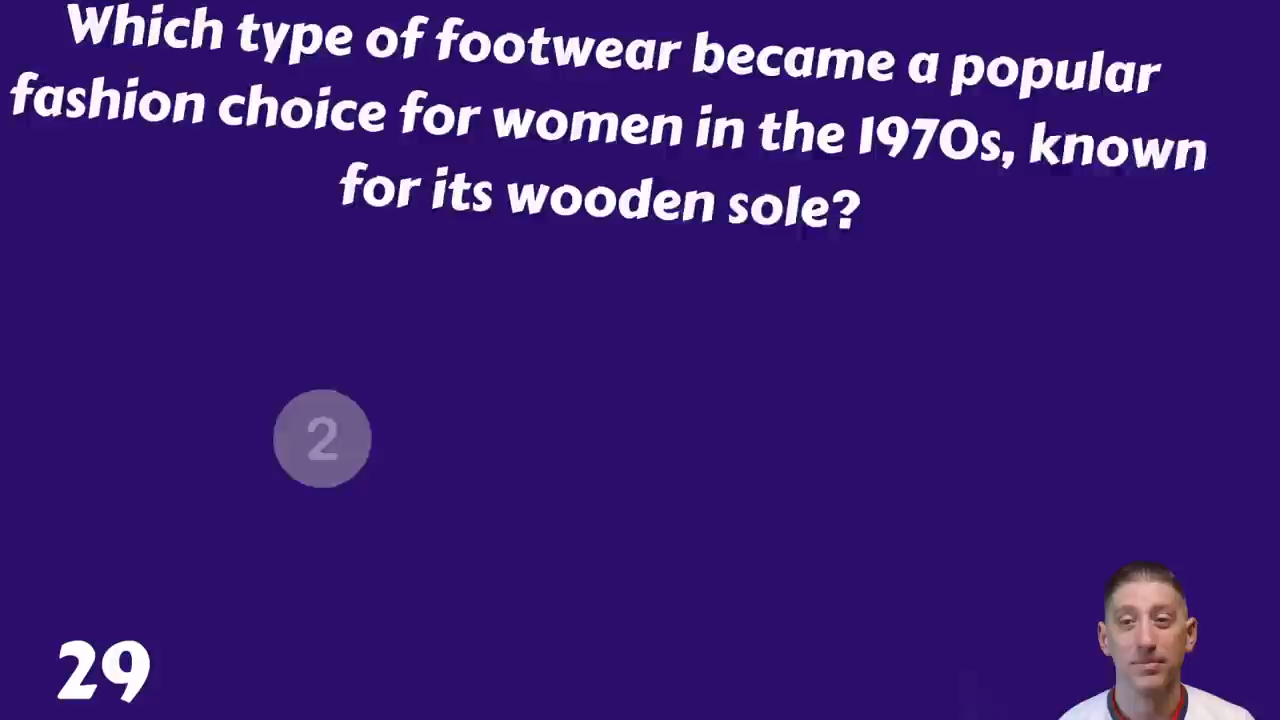 Which type of footwear became a popular
fashion choice for women in the 1970s, known
for its wooden sole?
2
29